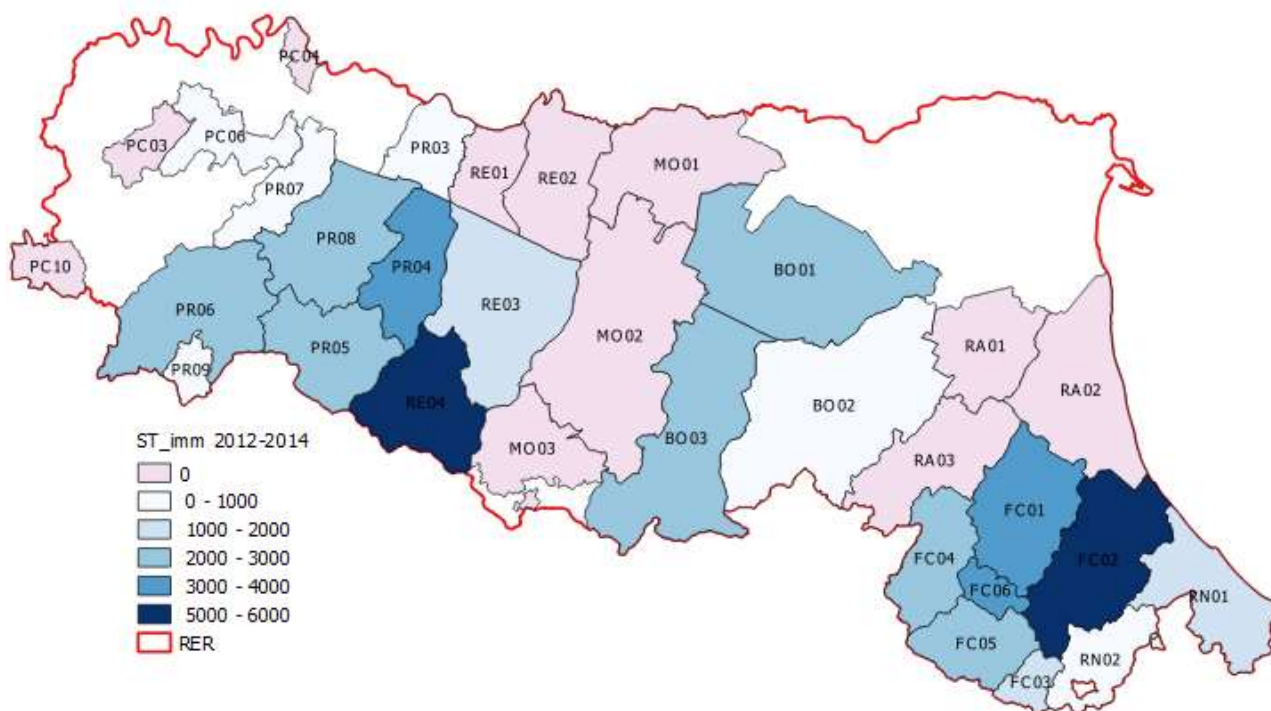 PC04
PC03
PC06
PR03
RE01
RE02
MO01
PR07
PC10
PR08
PR04
BO01
PR06
RE03
MO02
PR05
PR09
RA01
RA02
RE04
BO02
BO03
MO03
RA03
FC01
FC04
FC02
FC06
RN01
FC05
RN02
FC03
ST_imm 2012-2014
0
0 - 1000
1000 - 2000
2000 - 3000
3000 - 4000
5000 - 6000
RER